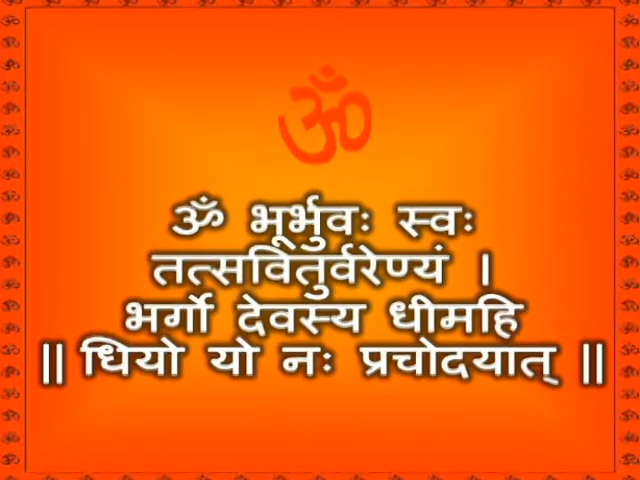 ॐ
ॐ भूर्भुवः स्वः
तत्सवितुर्वरेण्यं ।
भर्गो देवस्य धीमहि
|| धियो यो नः प्रचोदयात् ||